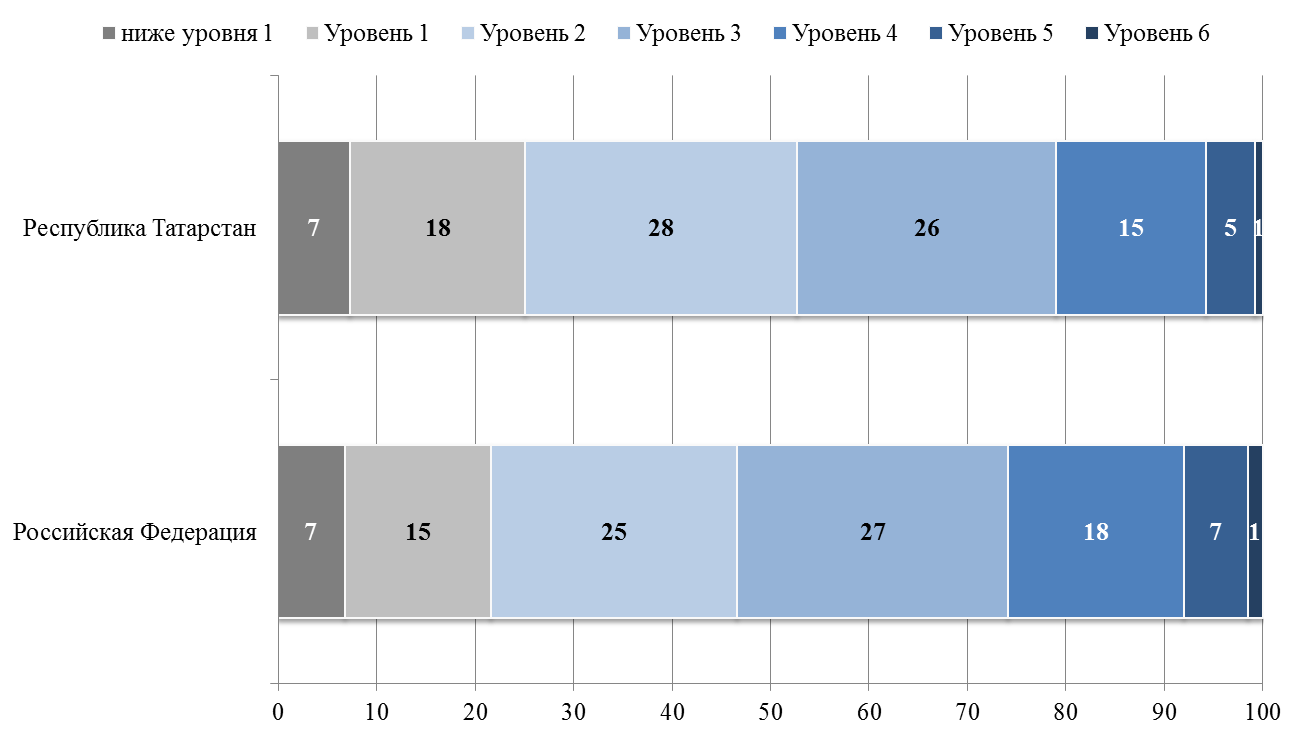 ниже уровня 1 Уровень 1 Уровень 2 Уровень 3 Уровень 4 Уровень 5 Уровень 6
Республика Татарстан 7 18 28 26 15 5 1
Российская Федерация 7 15 25 27 18 7 1
0 10 20 30 40 50 60 70 80 90 100